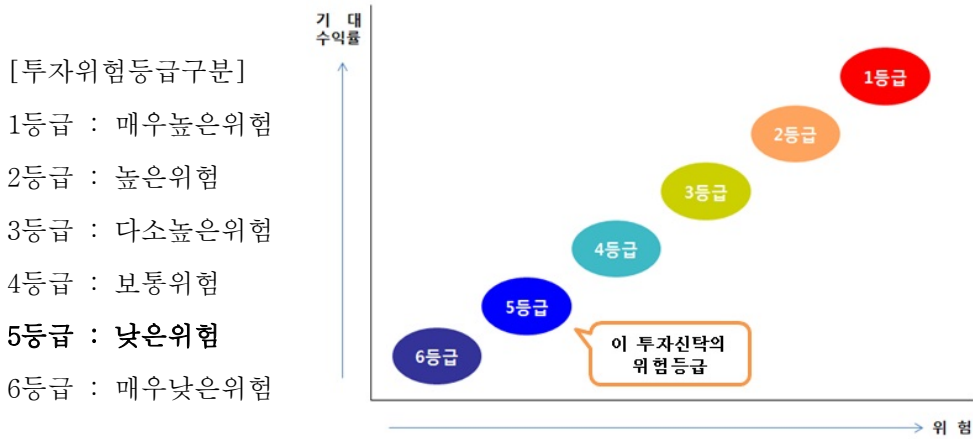 [투자위험등급구분]
1등급 : 매우높은위험
2등급 : 높은위험
3등급 : 다소높은위험
4등급 : 보통위험
5등급 : 낮은위험
6등급 : 매우낮은위험
기 대
수익률
1등급
2등급
3등급
4등급
5등급
6등급
이 투자신탁의
위험등급
위 험